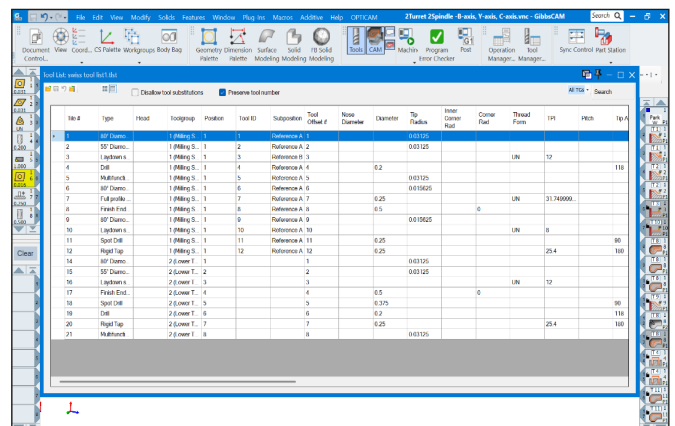 File Edit View Modify Solids Features Window Plug-Ins Macros Additive Help OPTICAM 2Turret 2Spindle -B-axis, Y-axis, C-axis.vnc - GibbsCAM Search
Document Control... View Coord... CS Palette Workgroups Body Bag Geometry Palette Dimension Palette Surface Modeling Solid Modeling FB Solid Modeling Tools CAM Machin Program Error Checker Post Operation Manager... Tool Manager... Sync Control Part Station
Tool List: swiss tool list1.tlst
Disallow tool substitutions Preserve tool number All TGs Search
Tile # Type Head Toolgroup Position Tool ID Subposition Tool Offset # Nose Diameter Diameter Tip Radius Inner Corner Rad Corner Rad Thread Form TPI Pitch Tip A
1 80° Diamo... 1 (Milling S... 1 1 Reference A 1 0.03125
2 55° Diamo... 1 (Milling S... 1 2 Reference A 2 0.03125
3 Laydown s... 1 (Milling S... 1 3 Reference B 3 UN 12
4 Drill 1 (Milling S... 1 4 Reference A 4 0.2 118
5 Multifuncti... 1 (Milling S... 1 5 Reference A 5 0.03125
6 80° Diamo... 1 (Milling S... 1 6 Reference A 6 0.015625
7 Full profile ... 1 (Milling S... 1 7 Reference A 7 0.25 UN 31.749999...
8 Finish End... 1 (Milling S... 1 8 Reference A 8 0.5 0
9 80° Diamo... 1 (Milling S... 1 9 Reference A 9 0.015625
10 Laydown s... 1 (Milling S... 1 10 Reference A 10 UN 8
11 Spot Drill 1 (Milling S... 1 11 Reference A 11 0.25 90
12 Rigid Tap 1 (Milling S... 1 12 Reference A 12 0.25 25.4 180
14 80° Diamo... 2 (Lower T... 1 1 0.03125
15 55° Diamo... 2 (Lower T... 2 2 0.03125
16 Laydown s... 2 (Lower T... 3 3 UN 12
17 Finish End... 2 (Lower T... 4 4 0.5 0
18 Spot Drill 2 (Lower T... 5 5 0.375 90
19 Drill 2 (Lower T... 6 6 0.2 118
20 Rigid Tap 2 (Lower T... 7 7 0.25 25.4 180
21 Multifuncti... 2 (Lower T... 8 8 0.03125
Clear
Park